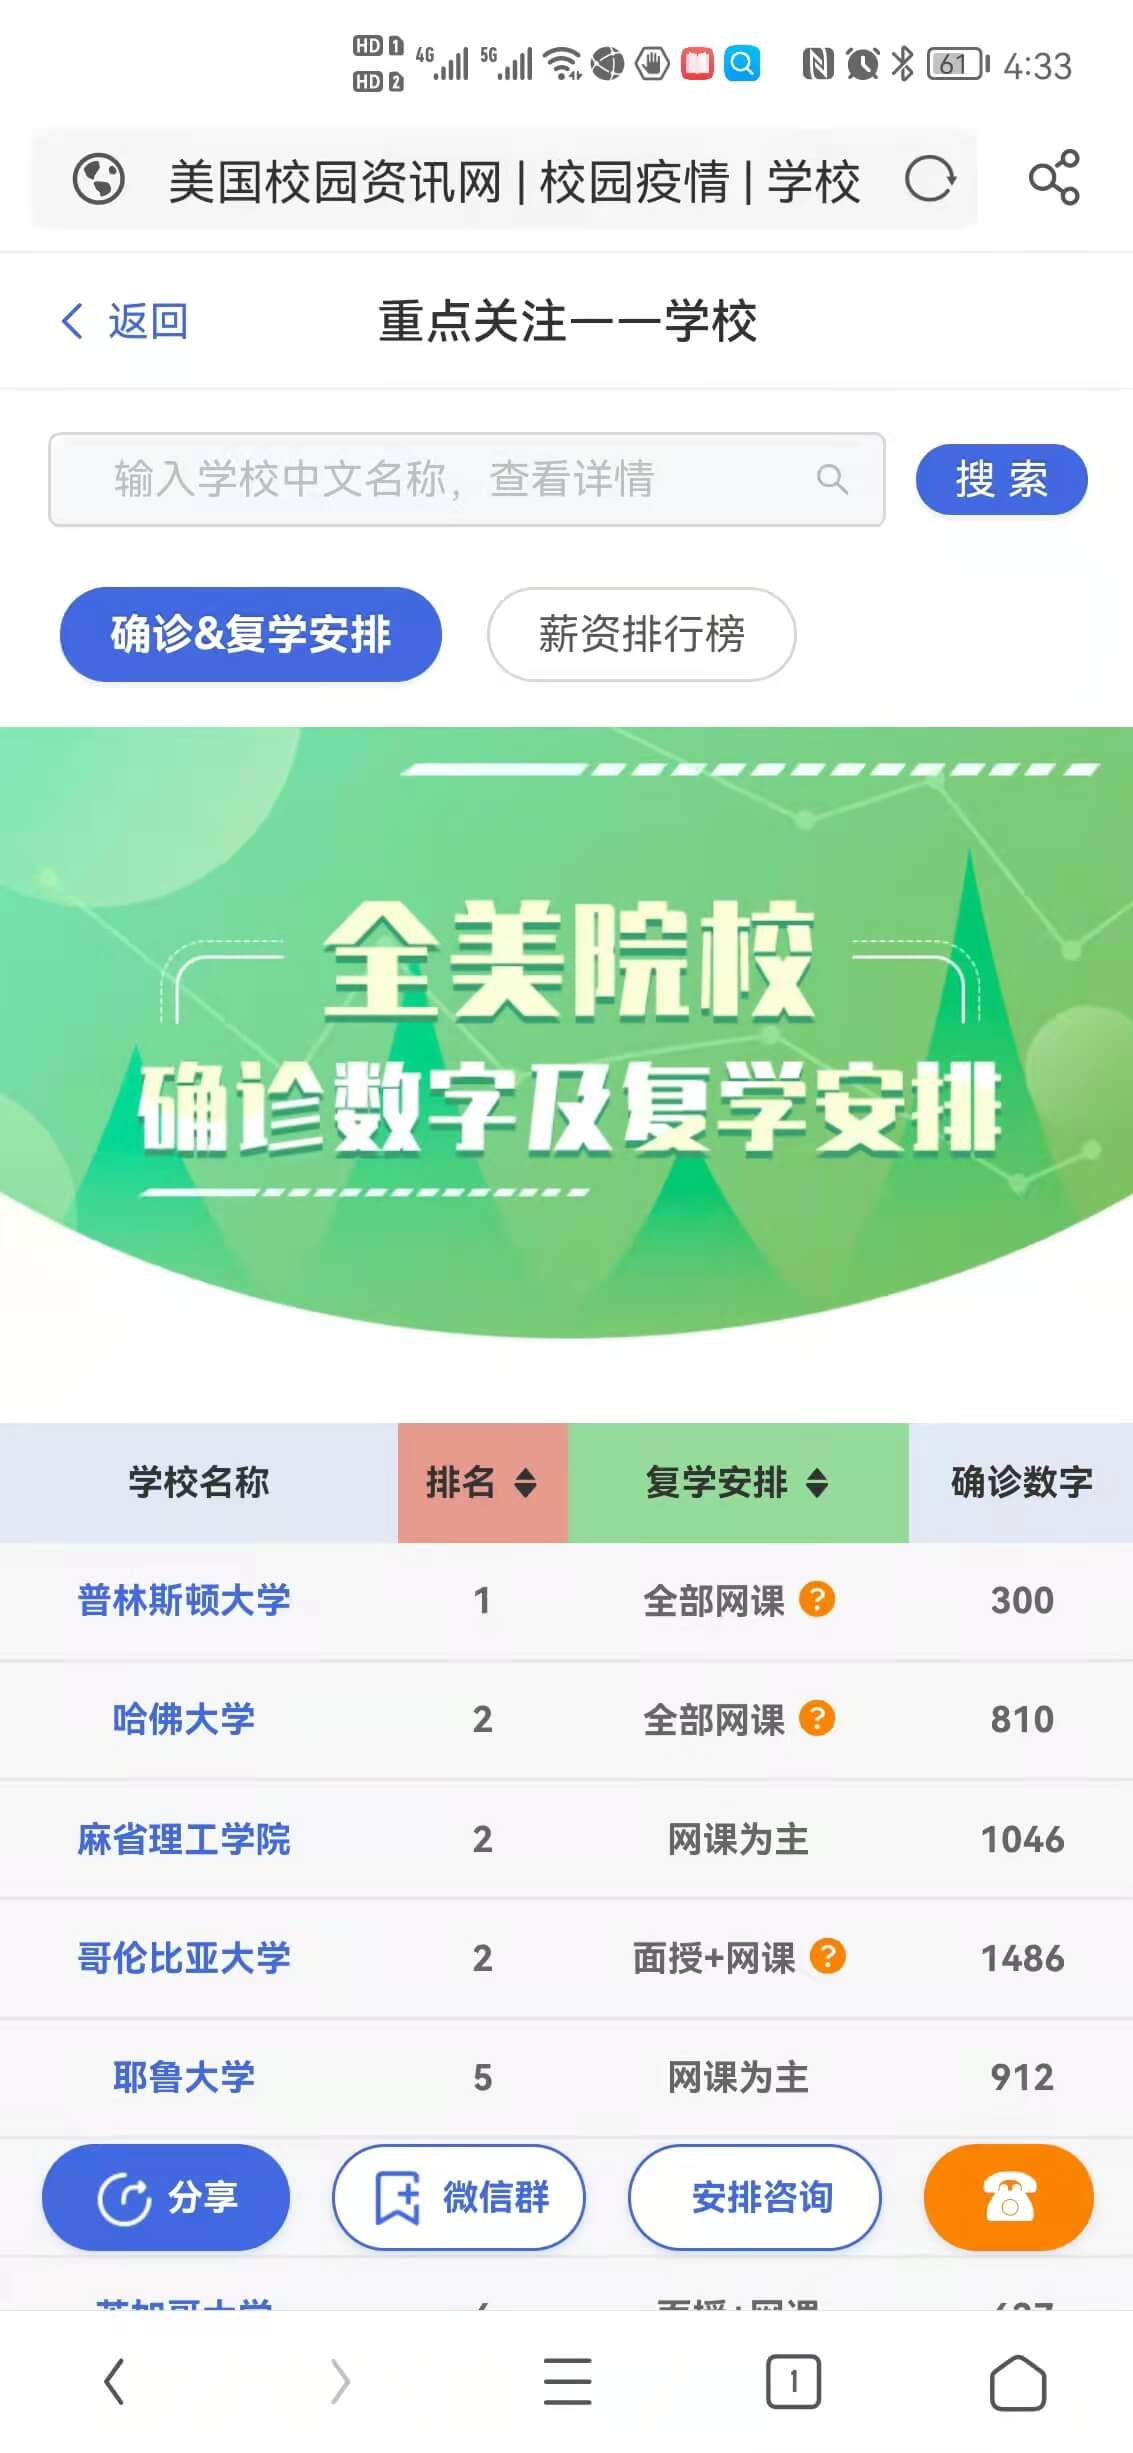 HD 1 4G 5G 61 4:33
HD 2
美国校园资讯网 | 校园疫情 | 学校
返回 重点关注一一学校
输入学校中文名称，查看详情 搜 索
确诊&复学安排 薪资排行榜
全美院校
确诊数字及复学安排
学校名称 排名 复学安排 确诊数字
普林斯顿大学 1 全部网课 ? 300
哈佛大学 2 全部网课 ? 810
麻省理工学院 2 网课为主 1046
哥伦比亚大学 2 面授+网课 ? 1486
耶鲁大学 5 网课为主 912
分享 微信群 安排咨询
1